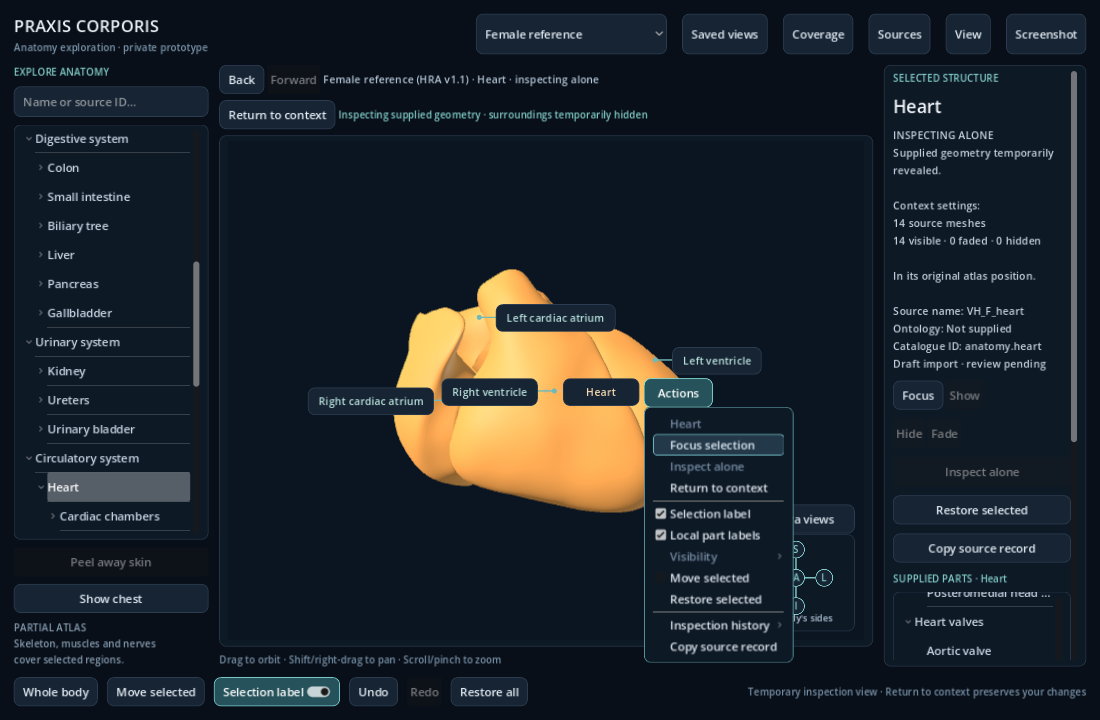 PRAXIS CORPORIS
Anatomy exploration · private prototype
Female reference
Saved views
Coverage
Sources
View
Screenshot
EXPLORE ANATOMY
Name or source ID...
Digestive system
Colon
Small intestine
Biliary tree
Liver
Pancreas
Gallbladder
Urinary system
Kidney
Ureters
Urinary bladder
Circulatory system
Heart
Cardiac chambers
Peel away skin
Show chest
PARTIAL ATLAS
Skeleton, muscles and nerves
cover selected regions.
Back
Forward
Female reference (HRA v1.1) · Heart · inspecting alone
Return to context
Inspecting supplied geometry · surroundings temporarily hidden
Left cardiac atrium
Left ventricle
Right ventricle
Heart
Actions
Right cardiac atrium
Heart
Focus selection
Inspect alone
Return to context
Selection label
Local part labels
Visibility
Move selected
Restore selected
Inspection history
Copy source record
views
S
A
L
I
sides
Drag to orbit · Shift/right-drag to pan · Scroll/pinch to zoom
SELECTED STRUCTURE
Heart
INSPECTING ALONE
Supplied geometry temporarily
revealed.
Context settings:
14 source meshes
14 visible · 0 faded · 0 hidden
In its original atlas position.
Source name: VH_F_heart
Ontology: Not supplied
Catalogue ID: anatomy.heart
Draft import · review pending
Focus
Show
Hide
Fade
Inspect alone
Restore selected
Copy source record
SUPPLIED PARTS · Heart
Posteromedial head ...
Heart valves
Aortic valve
Whole body
Move selected
Selection label
Undo
Redo
Restore all
Temporary inspection view · Return to context preserves your changes